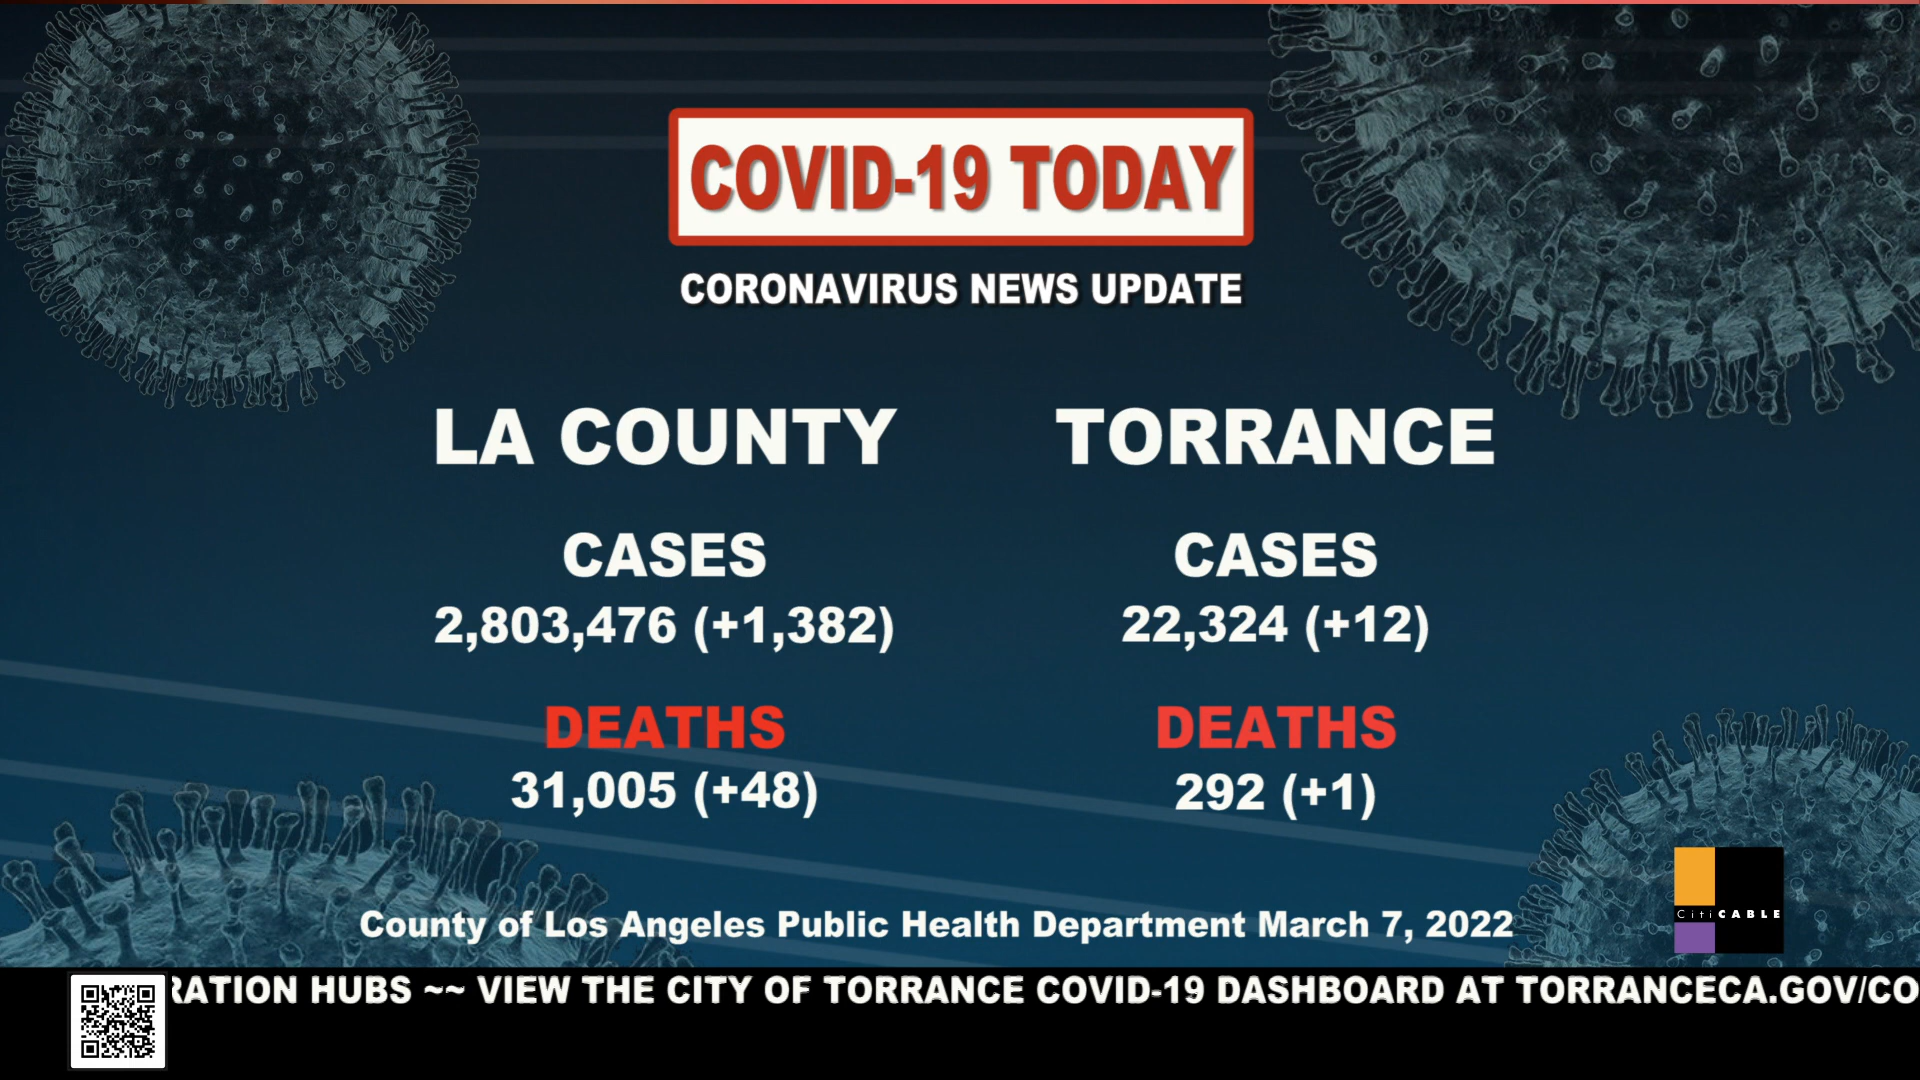 COVID-19 TODAY
CORONAVIRUS NEWS UPDATE
LA COUNTY
CASES
2,803,476 (+1,382)
DEATHS
31,005 (+48)
TORRANCE
CASES
22,324 (+12)
DEATHS
292 (+1)
County of Los Angeles Public Health Department March 7, 2022
CitiCABLE
RATION HUBS ~~ VIEW THE CITY OF TORRANCE COVID-19 DASHBOARD AT TORRANCECA.GOV/CO